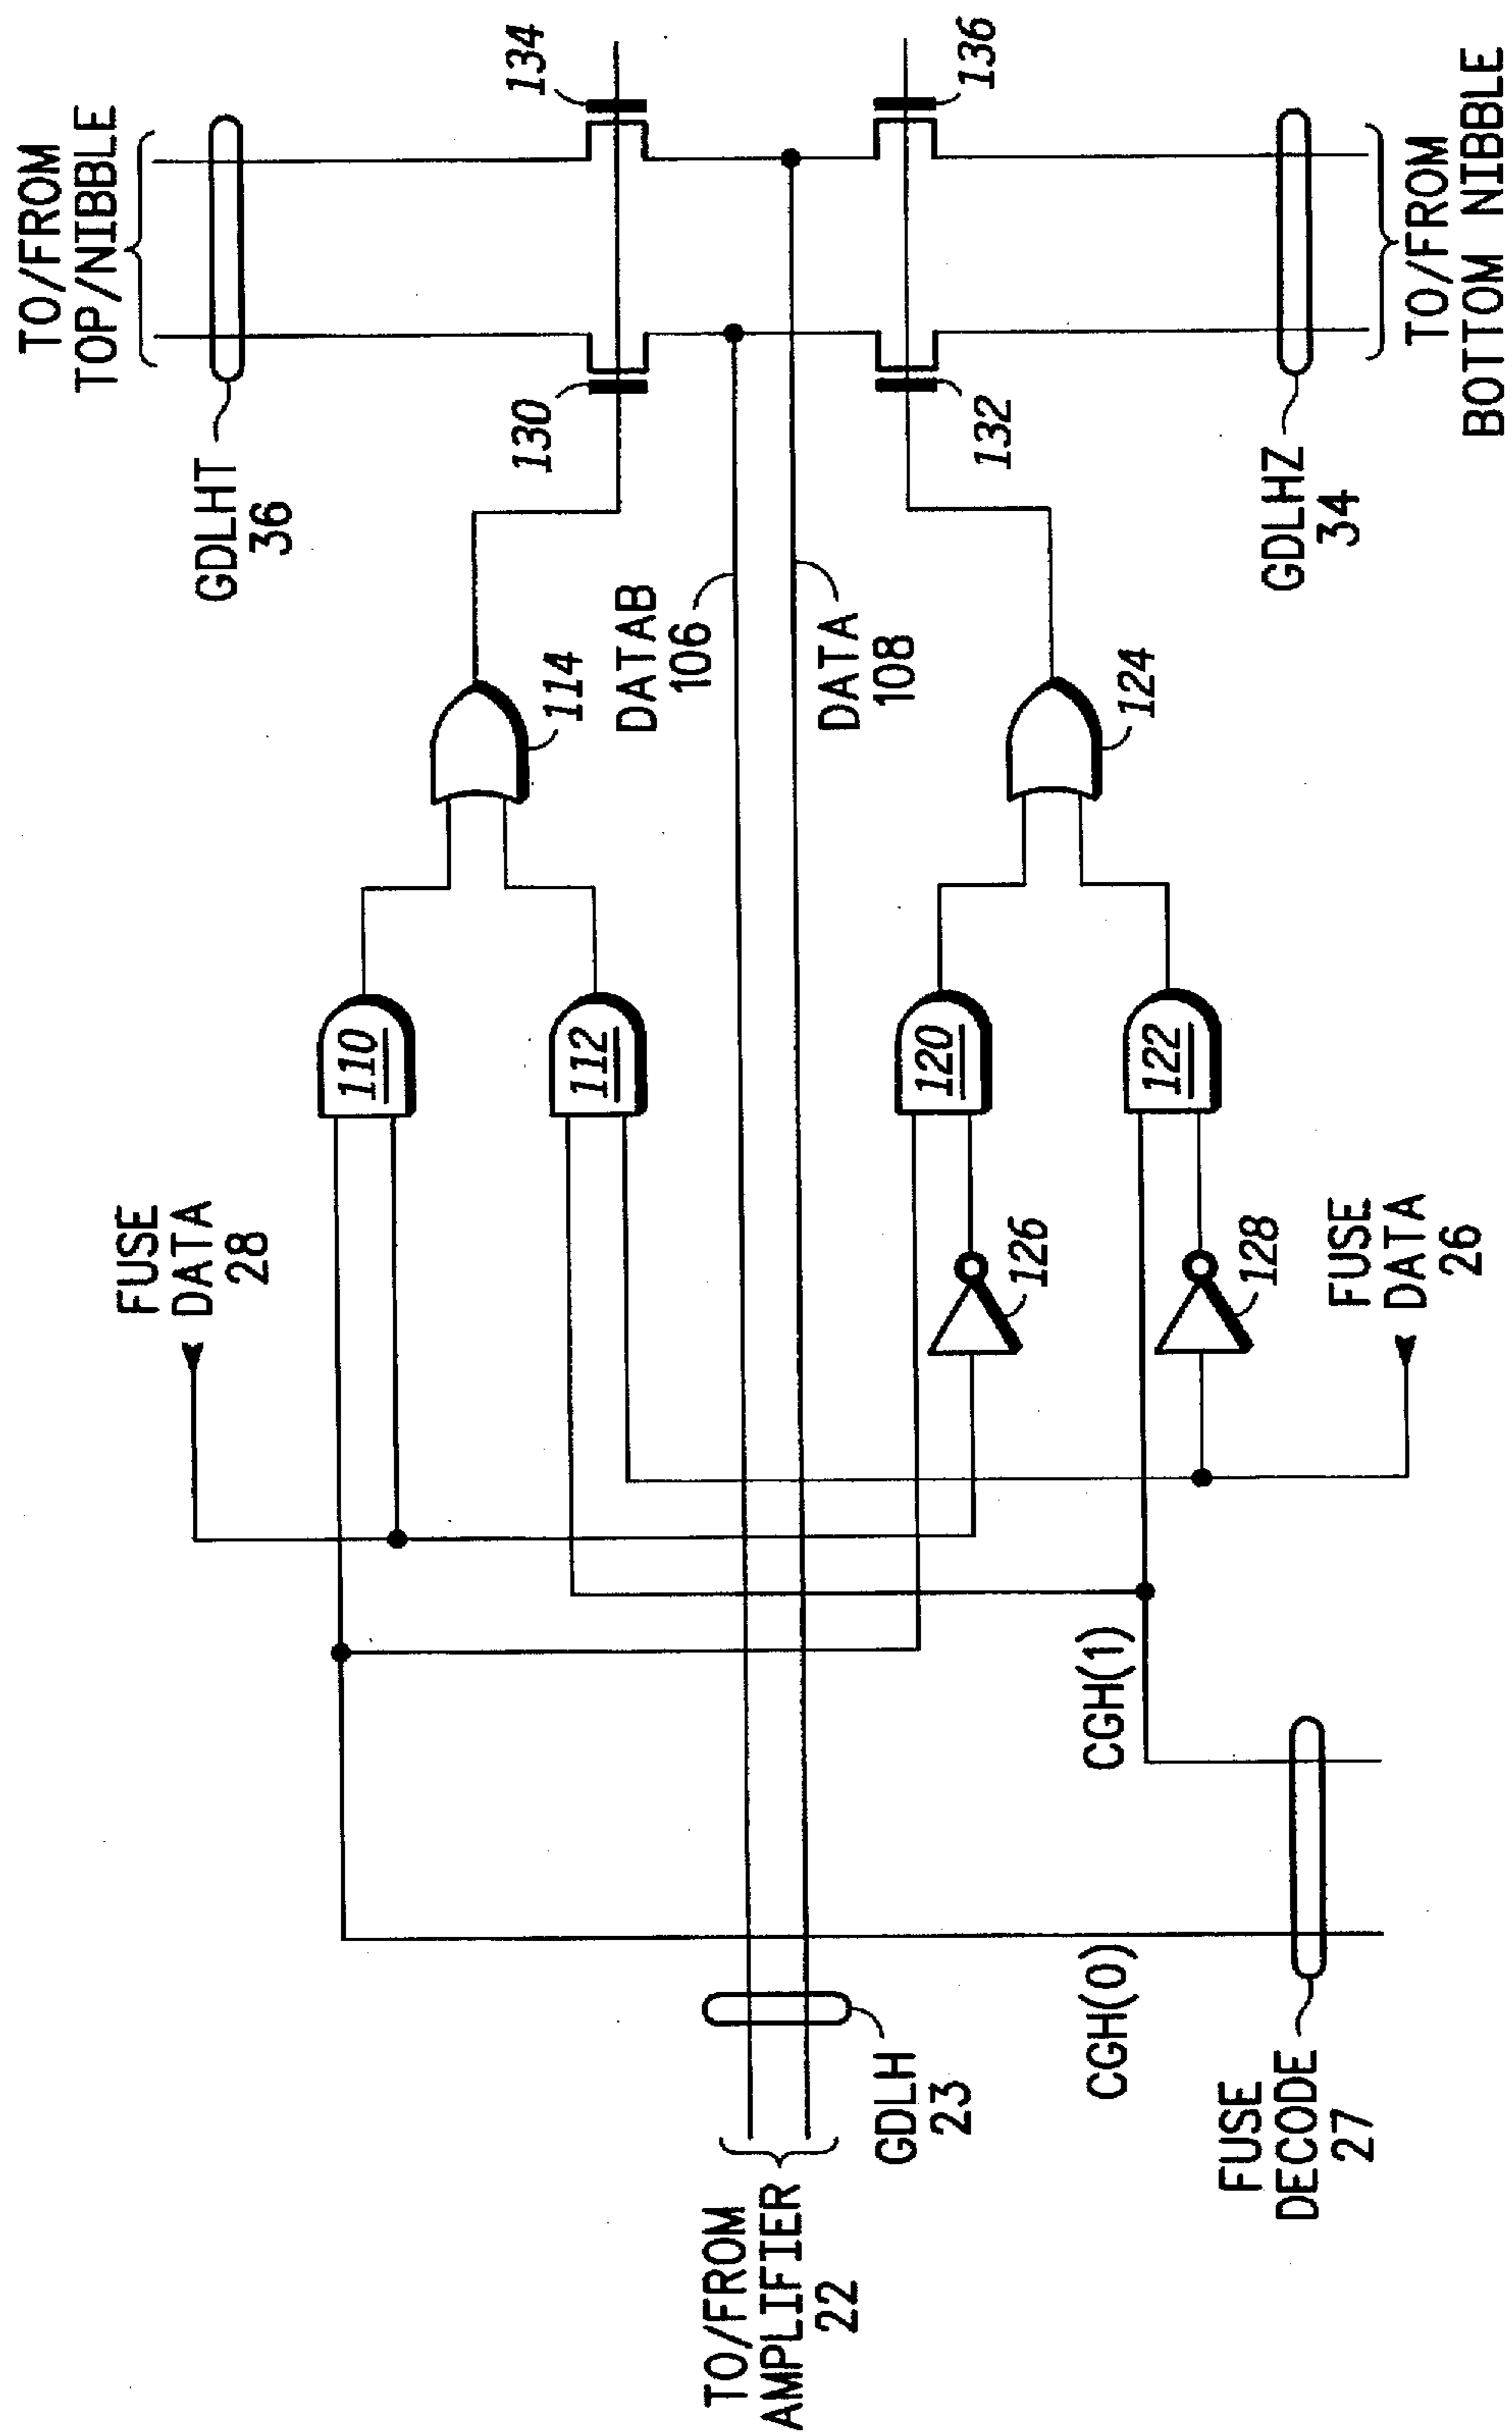 TO/FROM
TOP/NIBBLE
GDLHT
36
134
130
136
132
TO/FROM
BOTTOM NIBBLE
GDLHZ
34
114
DATAB
106
DATA
108
124
110
112
120
122
FUSE
DATA
28
126
128
FUSE
DATA
26
CGH(1)
CGH(0)
GDLH
23
FUSE
DECODE
27
TO/FROM
AMPLIFIER
22